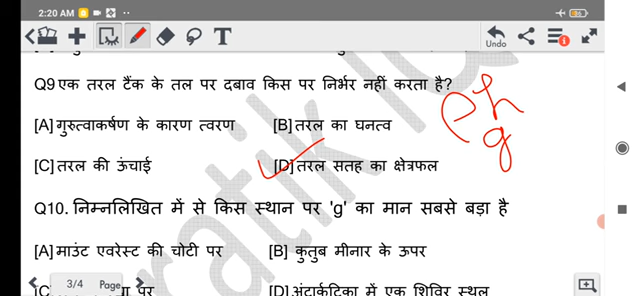 2:20 AM
Undo
Q9 एक तरल टैंक के तल पर दबाव किस पर निर्भर नहीं करता है?
[A] गुरुत्वाकर्षण के कारण त्वरण [B] तरल का घनत्व
[C] तरल की ऊंचाई [D] तरल सतह का क्षेत्रफल
ρ h g
Q10. निम्नलिखित में से किस स्थान पर 'g' का मान सबसे बड़ा है
[A] माउंट एवरेस्ट की चोटी पर [B] कुतुब मीनार के ऊपर
3/4 Page
पर [D] अंटार्कटिका में एक शिविर स्थल